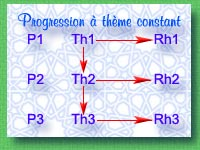 Progression à thème constant
P1 Th1 Rh1
P2 Th2 Rh2
P3 Th3 Rh3